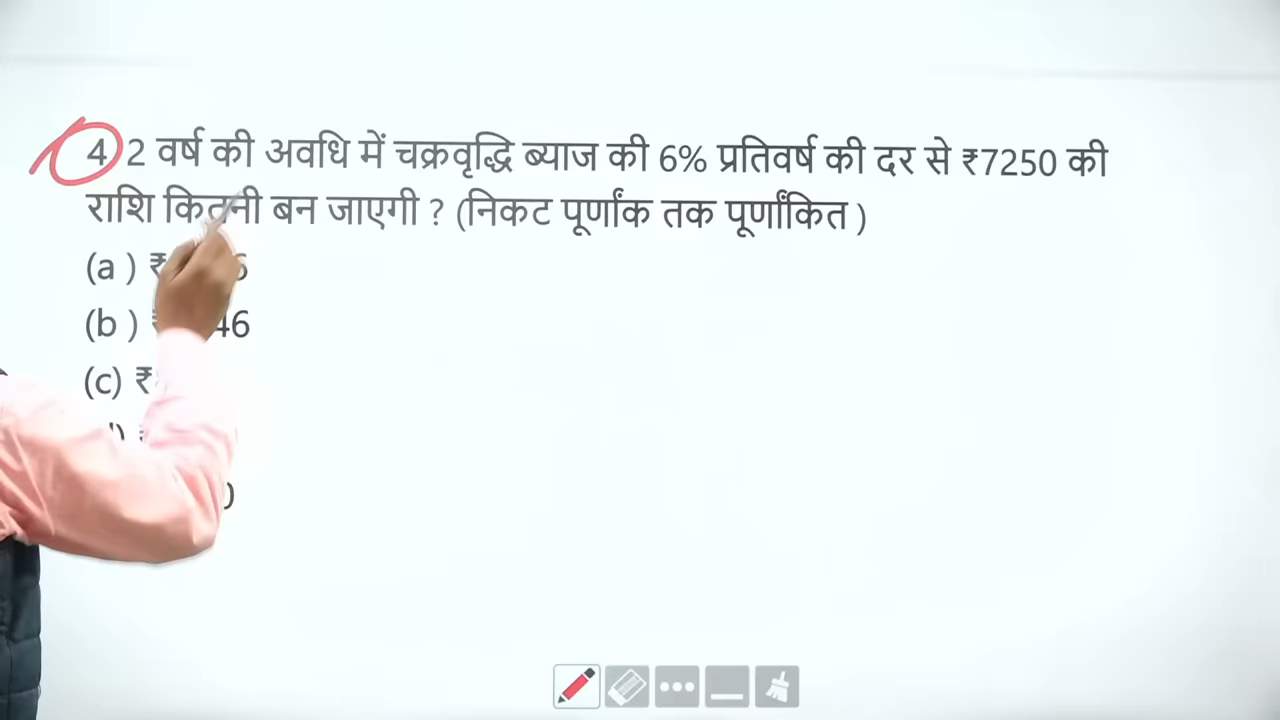 4 2 वर्ष की अवधि में चक्रवृद्धि ब्याज की 6% प्रतिवर्ष की दर से ₹7250 की
राशि कितनी बन जाएगी ? (निकट पूर्णांक तक पूर्णांकित )
(a ) ₹
(b )
(c) ₹